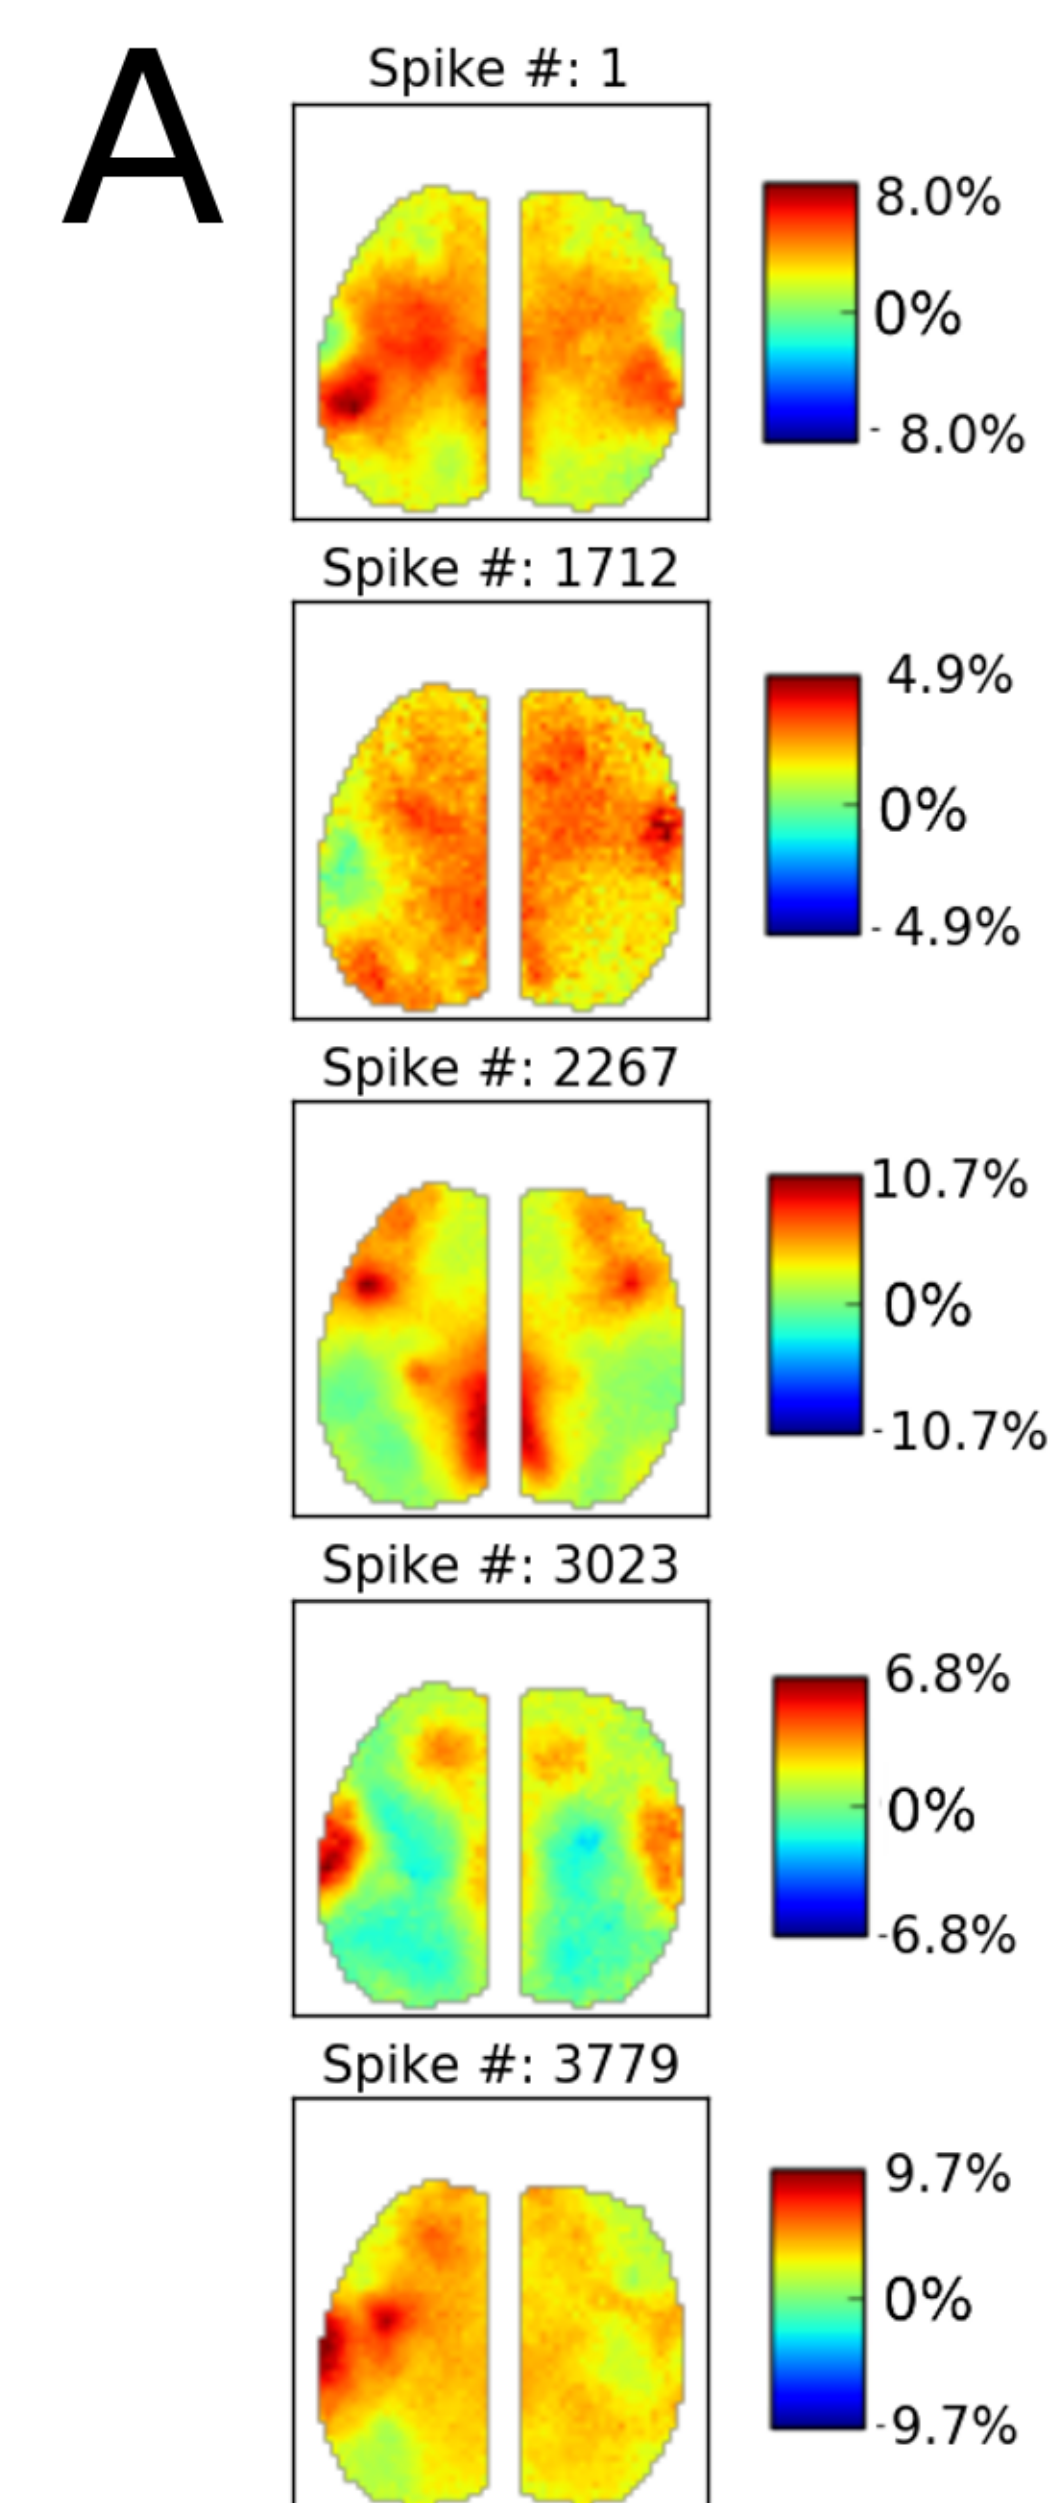 A
Spike #: 1
8.0%
0%
- 8.0%
Spike #: 1712
4.9%
0%
- 4.9%
Spike #: 2267
10.7%
0%
-10.7%
Spike #: 3023
6.8%
0%
-6.8%
Spike #: 3779
9.7%
0%
-9.7%